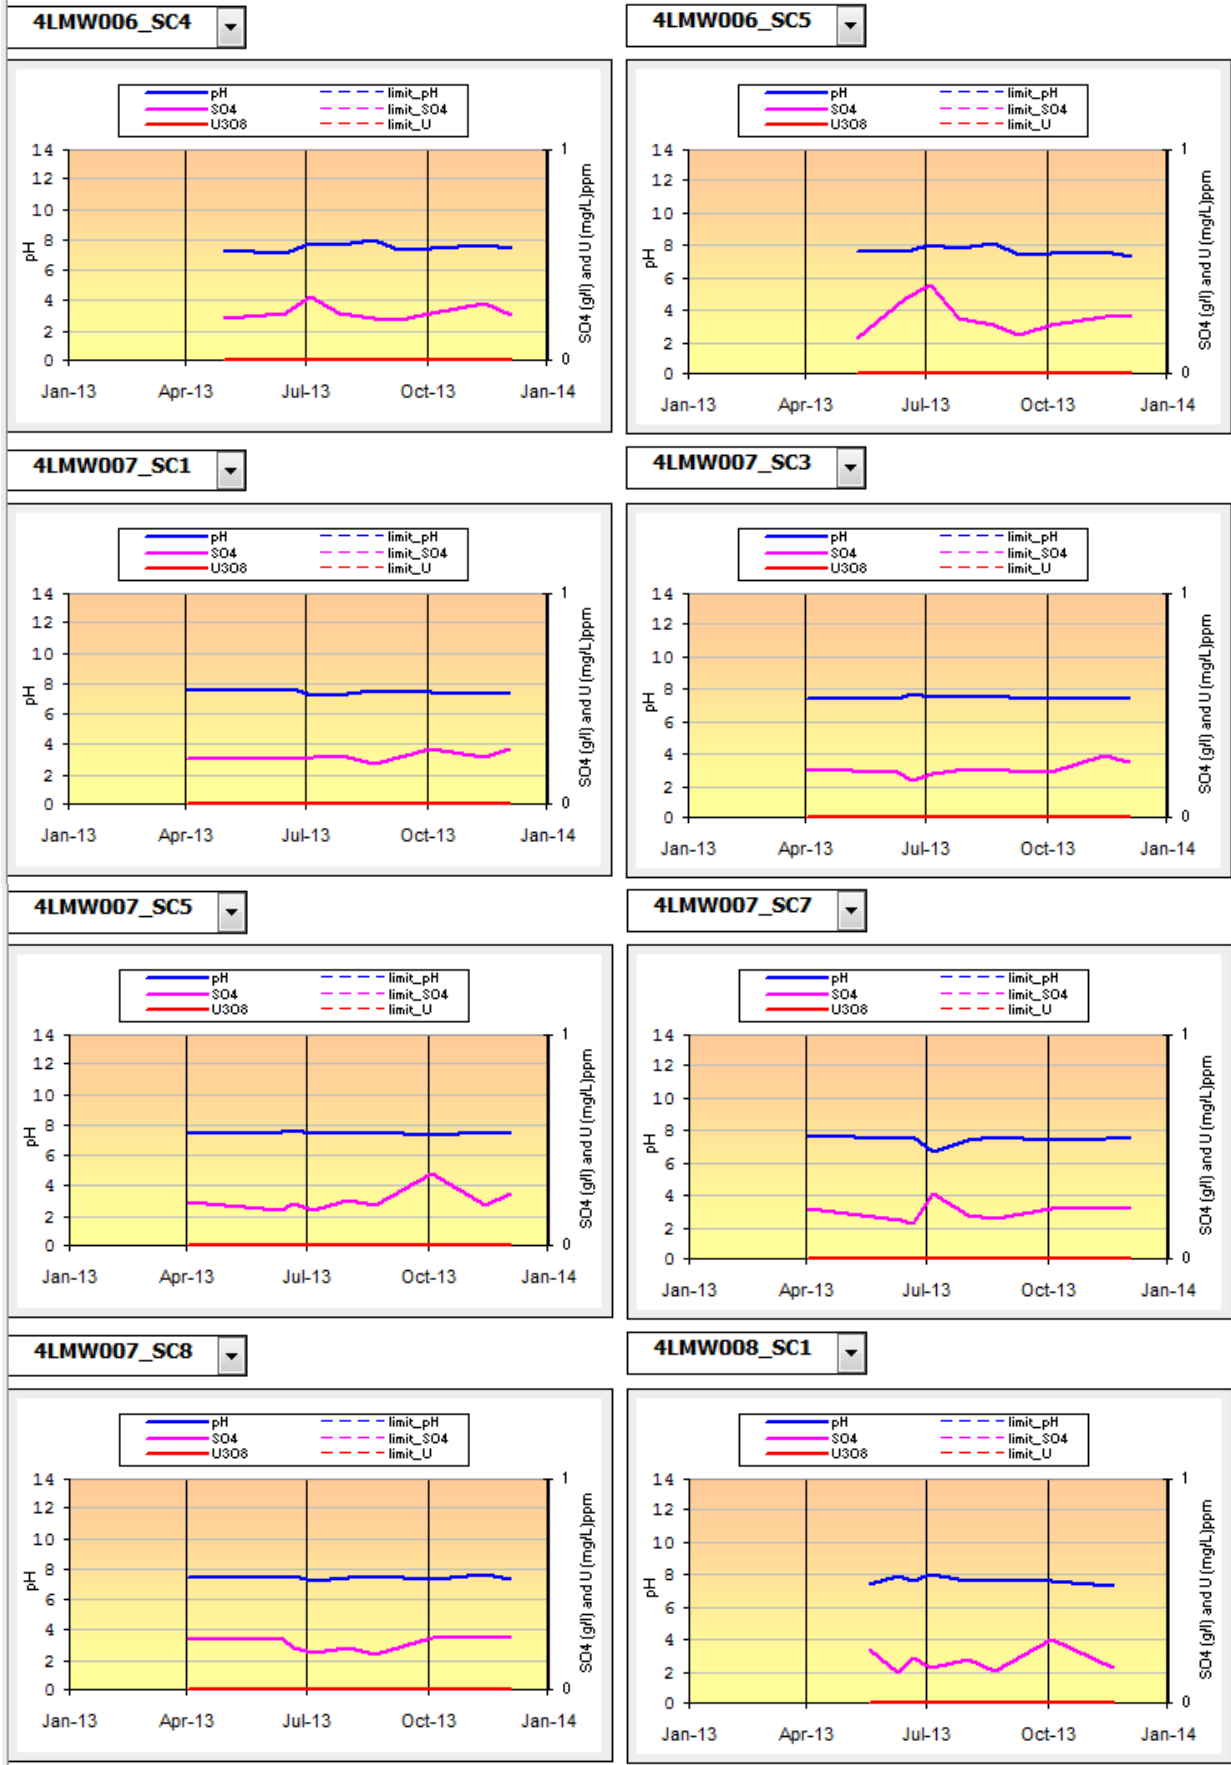 4LMW006_SC4
pH limit_pH
SO4 limit_SO4
U3O8 limit_U
14
12
10
8
6
4
2
0
pH
1
0
SO4 (g/l) and U (mg/L)ppm
Jan-13 Apr-13 Jul-13 Oct-13 Jan-14
4LMW006_SC5
pH limit_pH
SO4 limit_SO4
U3O8 limit_U
14
12
10
8
6
4
2
0
pH
1
0
SO4 (g/l) and U (mg/L)ppm
Jan-13 Apr-13 Jul-13 Oct-13 Jan-14
4LMW007_SC1
pH limit_pH
SO4 limit_SO4
U3O8 limit_U
14
12
10
8
6
4
2
0
pH
1
0
SO4 (g/l) and U (mg/L)ppm
Jan-13 Apr-13 Jul-13 Oct-13 Jan-14
4LMW007_SC3
pH limit_pH
SO4 limit_SO4
U3O8 limit_U
14
12
10
8
6
4
2
0
pH
1
0
SO4 (g/l) and U (mg/L)ppm
Jan-13 Apr-13 Jul-13 Oct-13 Jan-14
4LMW007_SC5
pH limit_pH
SO4 limit_SO4
U3O8 limit_U
14
12
10
8
6
4
2
0
pH
1
0
SO4 (g/l) and U (mg/L)ppm
Jan-13 Apr-13 Jul-13 Oct-13 Jan-14
4LMW007_SC7
pH limit_pH
SO4 limit_SO4
U3O8 limit_U
14
12
10
8
6
4
2
0
pH
1
0
SO4 (g/l) and U (mg/L)ppm
Jan-13 Apr-13 Jul-13 Oct-13 Jan-14
4LMW007_SC8
pH limit_pH
SO4 limit_SO4
U3O8 limit_U
14
12
10
8
6
4
2
0
pH
1
0
SO4 (g/l) and U (mg/L)ppm
Jan-13 Apr-13 Jul-13 Oct-13 Jan-14
4LMW008_SC1
pH limit_pH
SO4 limit_SO4
U3O8 limit_U
14
12
10
8
6
4
2
0
pH
1
0
SO4 (g/l) and U (mg/L)ppm
Jan-13 Apr-13 Jul-13 Oct-13 Jan-14